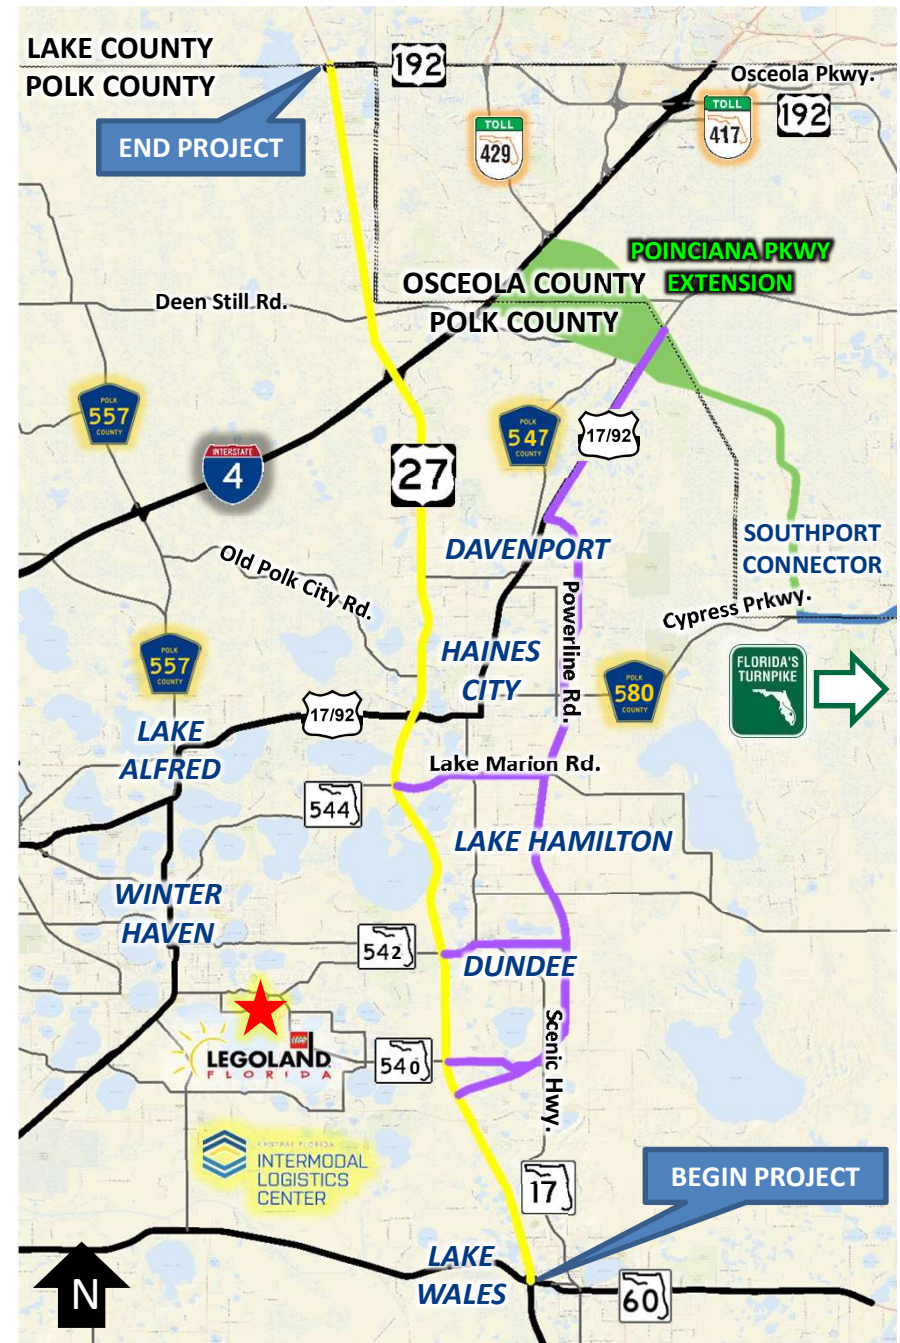 LAKE COUNTY
POLK COUNTY
192
Osceola Pkwy.
END PROJECT
TOLL
429
TOLL
417
192
POINCIANA PKWY
EXTENSION
OSCEOLA COUNTY
POLK COUNTY
Deen Still Rd.
POLK
557
COUNTY
POLK
547
COUNTY
17/92
INTERSTATE
4
27
DAVENPORT
SOUTHPORT
CONNECTOR
Old Polk City Rd.
Powerline Rd.
Cypress Prkwy.
POLK
557
COUNTY
HAINES
CITY
POLK
580
COUNTY
FLORIDA'S
TURNPIKE
17/92
LAKE
ALFRED
Lake Marion Rd.
544
LAKE HAMILTON
WINTER
HAVEN
542
DUNDEE
LEGO
LEGOLAND
FLORIDA
540
Scenic Hwy.
CENTRAL FLORIDA
INTERMODAL
LOGISTICS
CENTER
17
BEGIN PROJECT
LAKE
WALES
60
N